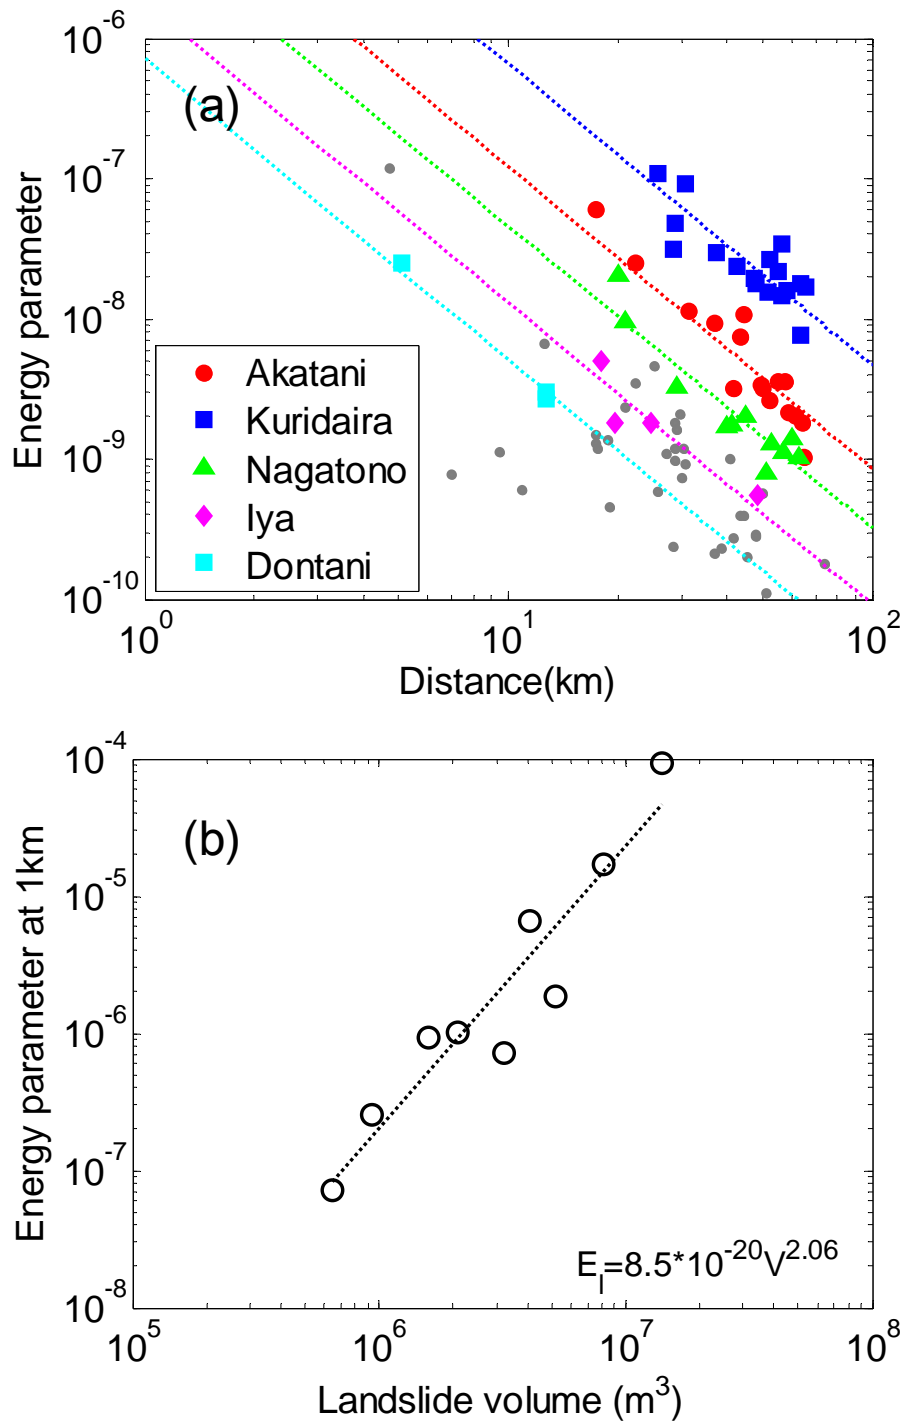 10^-6
(a)
10^-7
10^-8
10^-9
10^-10
Energy parameter
Akatani
Kuridaira
Nagatono
Iya
Dontani
10^0
10^1
10^2
Distance(km)
10^-4
(b)
10^-5
10^-6
10^-7
10^-8
Energy parameter at 1km
E_l=8.5*10^-20V^2.06
10^5
10^6
10^7
10^8
Landslide volume (m^3)